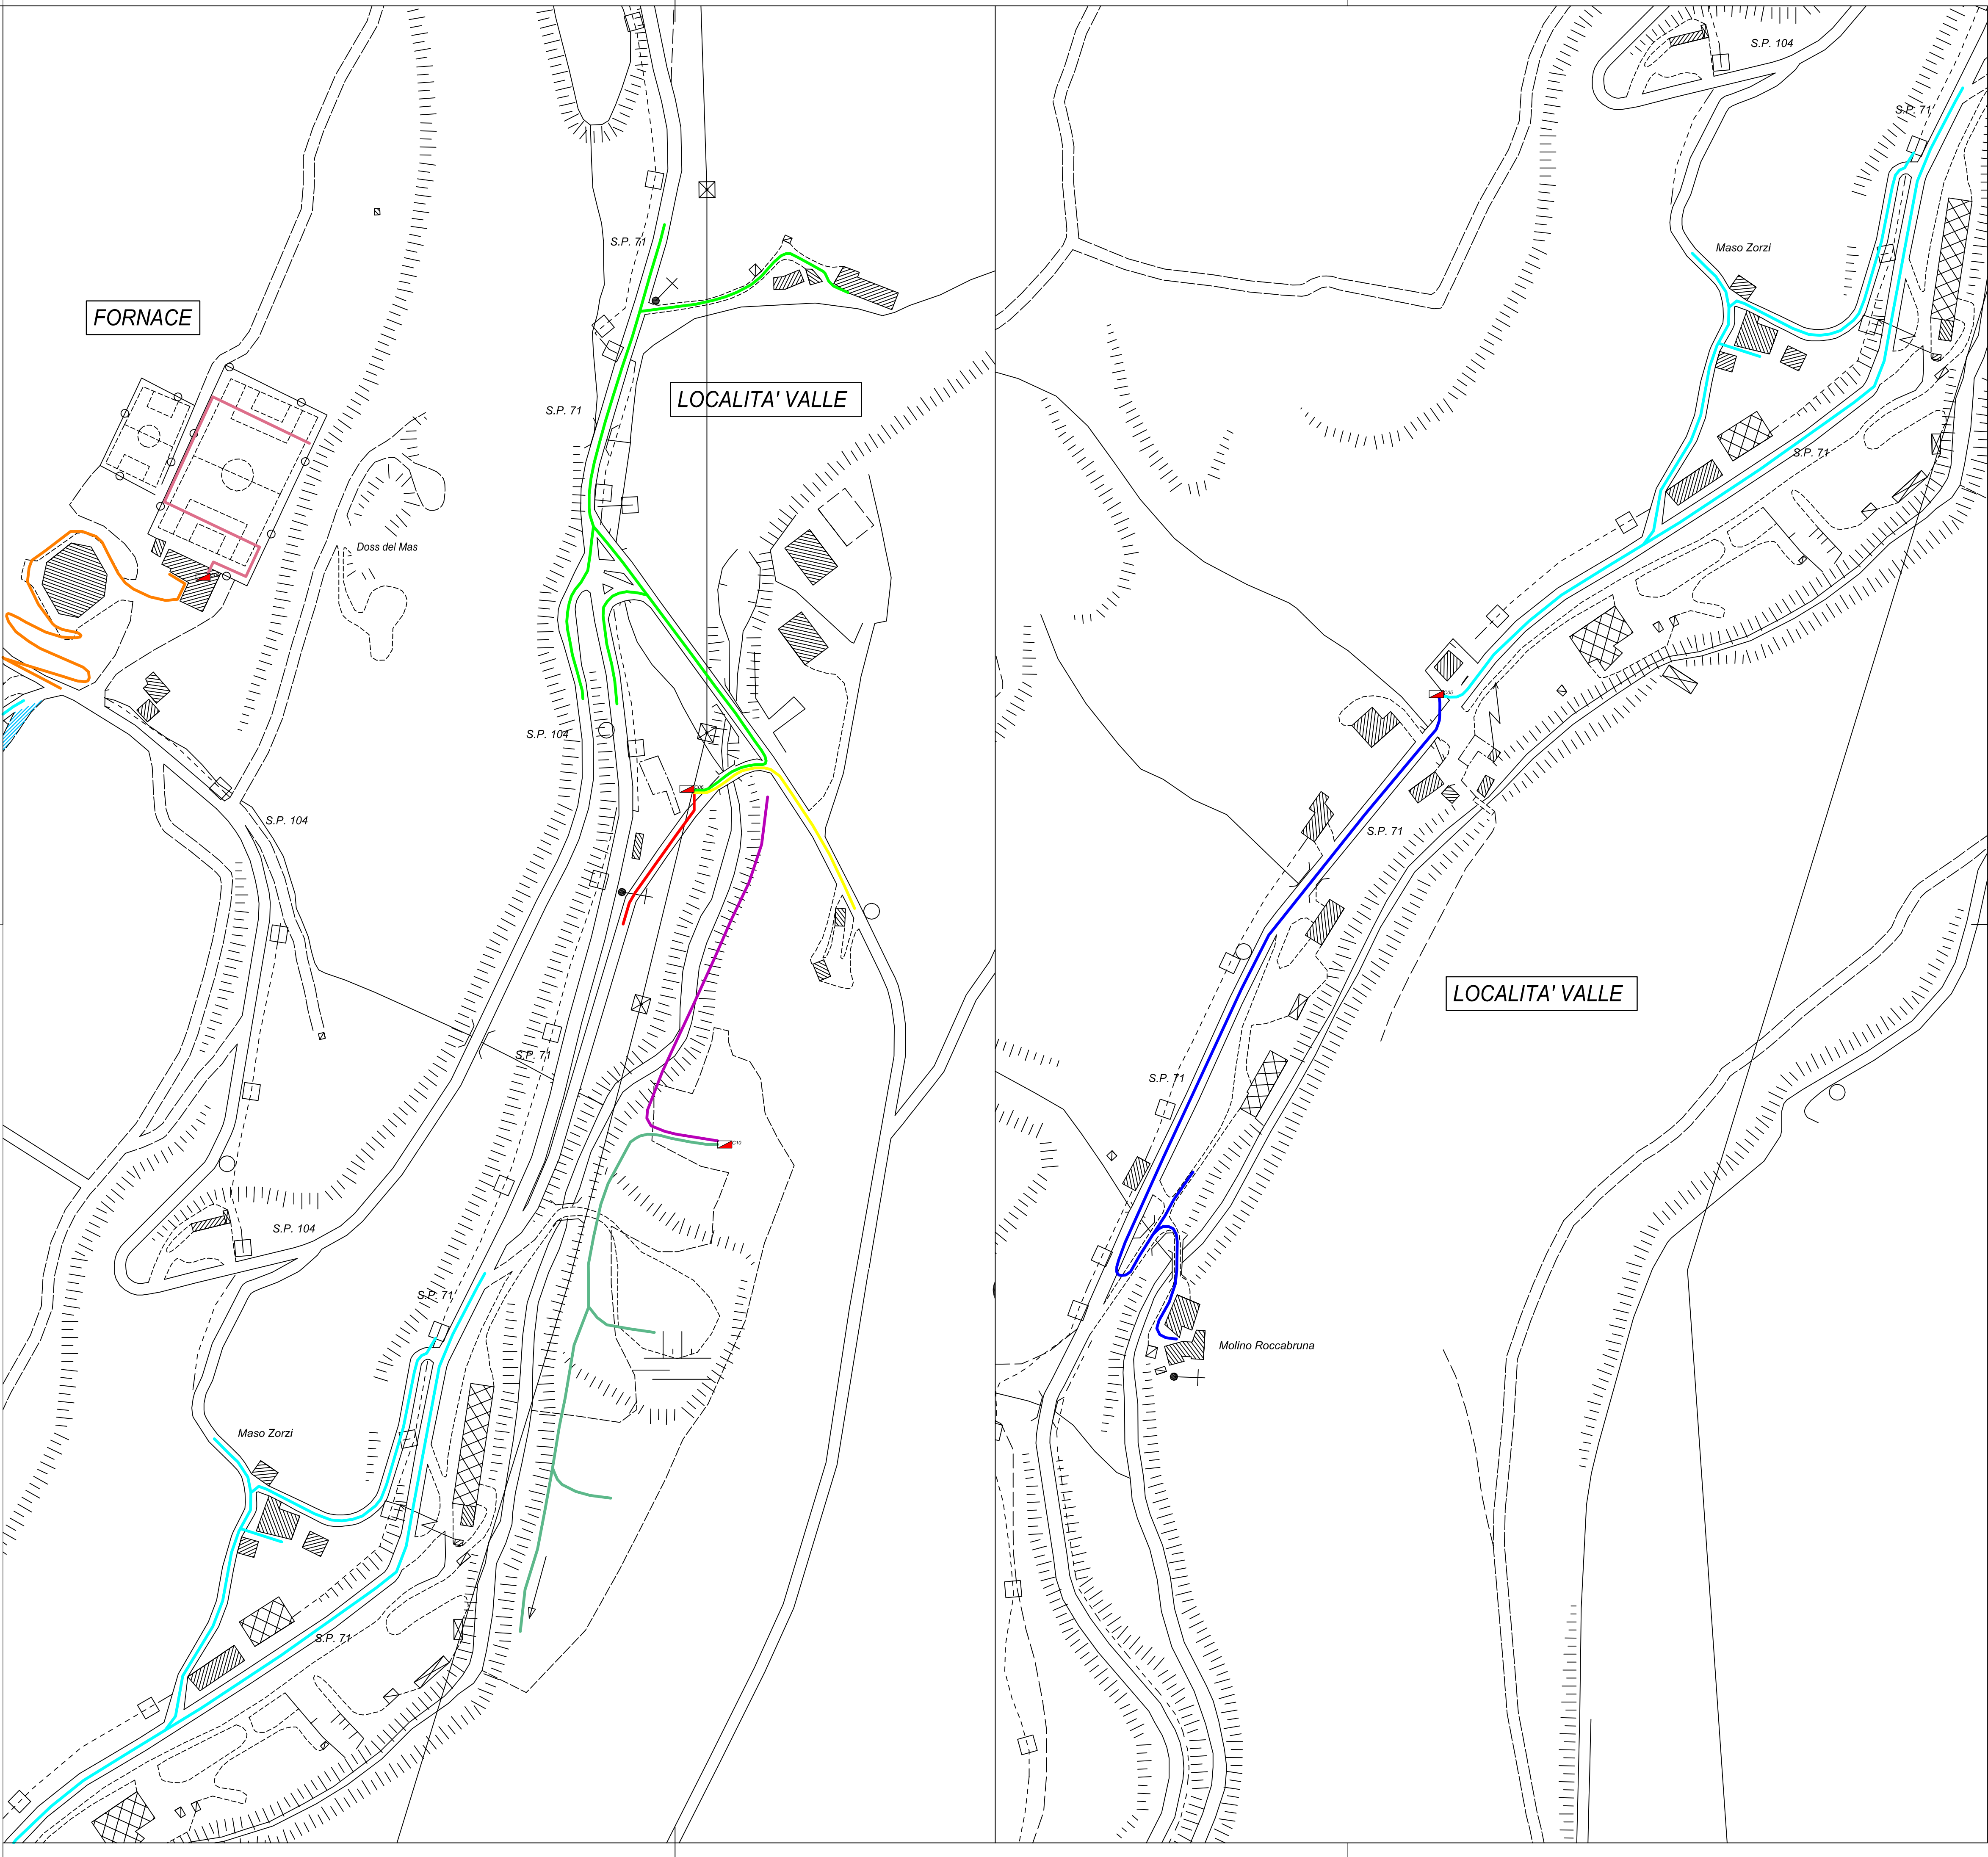 S.P. 71
FORNACE
LOCALITA' VALLE
S.P. 71
Doss del Mas
S.P. 104
S.P. 104
S.P. 71
S.P. 104
S.P. 71
Maso Zorzi
S.P. 71
C10
S.P. 104
S.P. 71
Maso Zorzi
S.P. 71
S.P. 71
LOCALITA' VALLE
S.P. 71
Molino Roccabruna